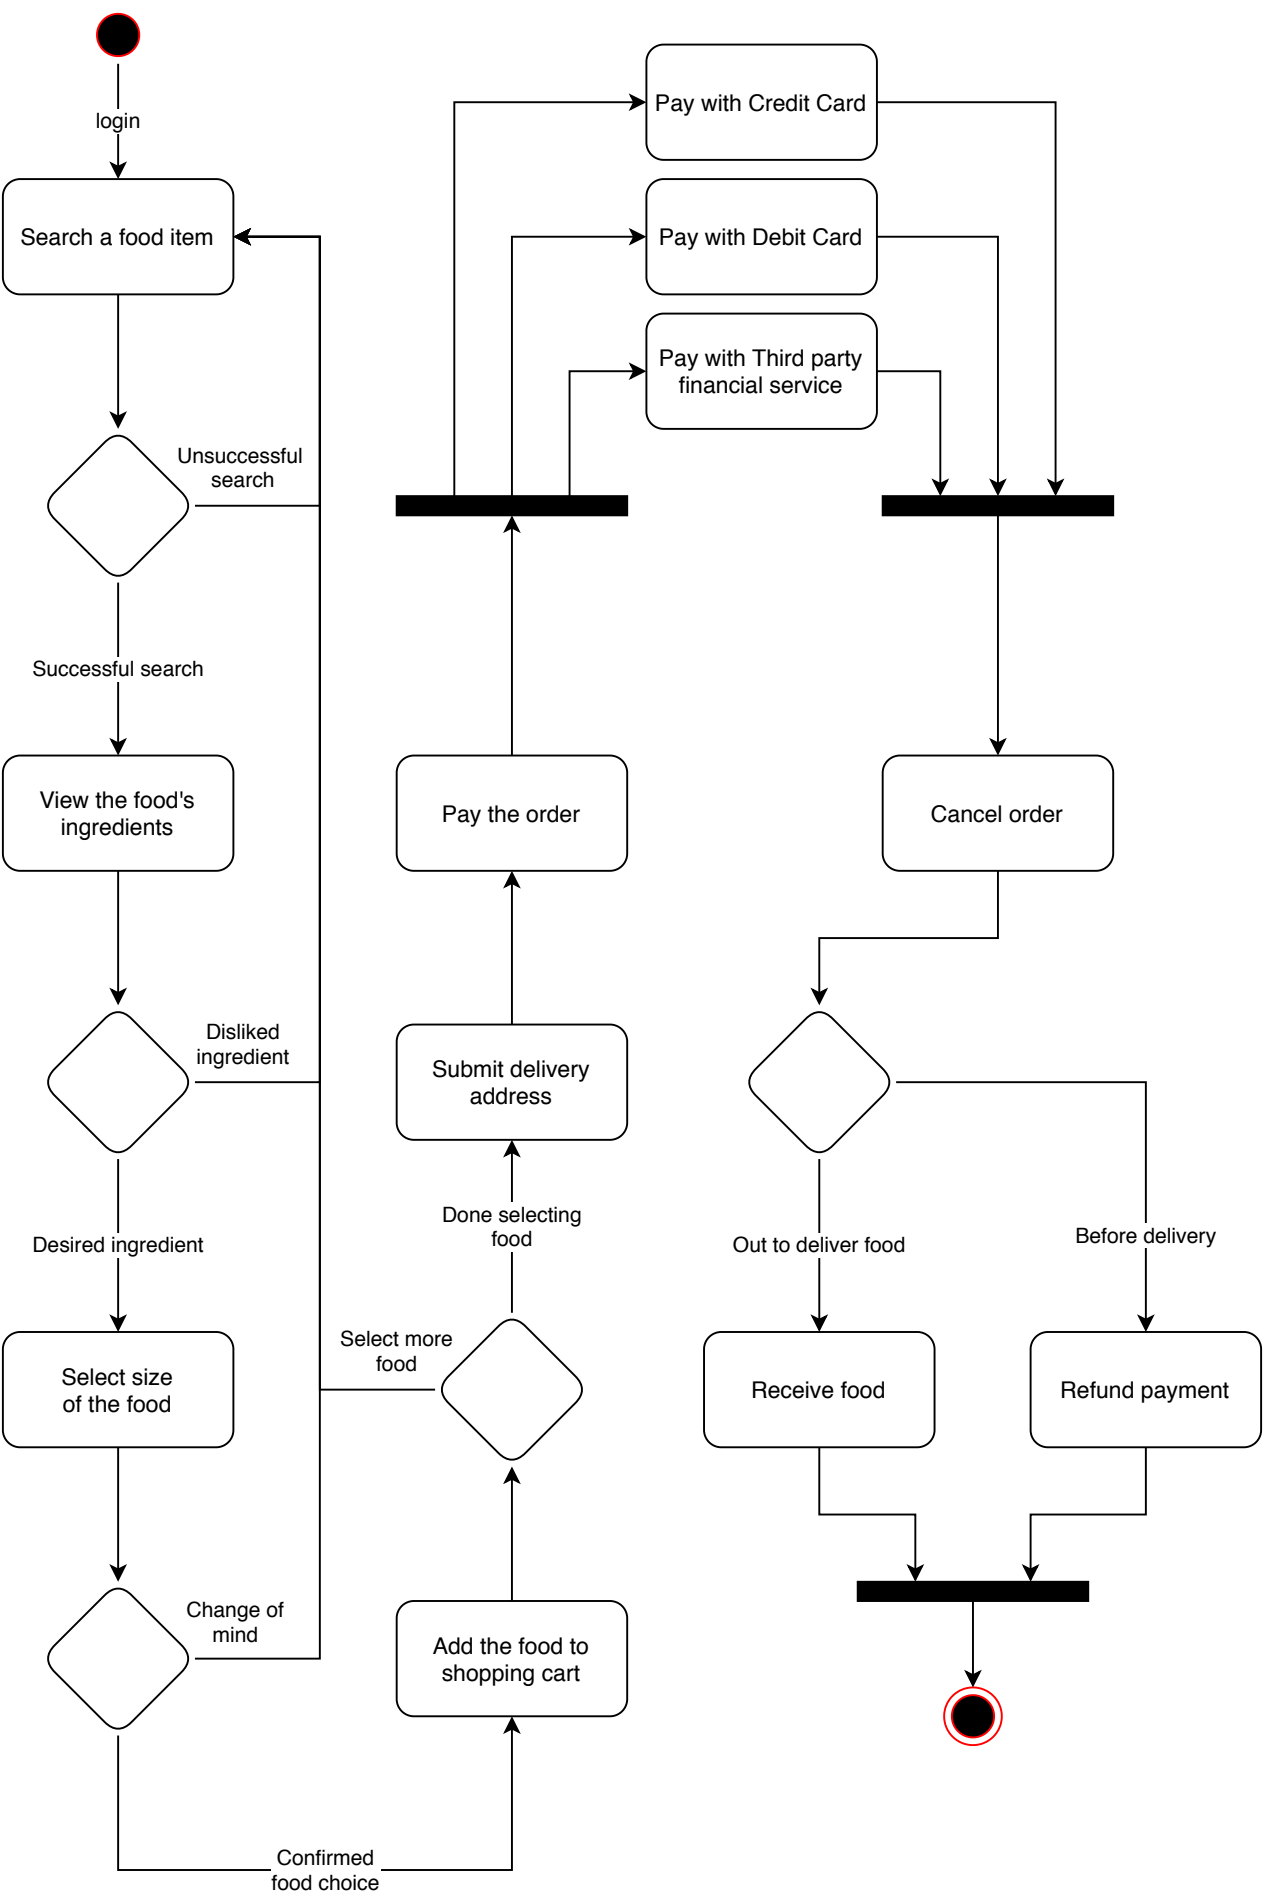 login
Search a food item
Unsuccessful
search
Successful search
View the food's
ingredients
Disliked
ingredient
Desired ingredient
Select size
of the food
Change of
mind
Confirmed
food choice
Add the food to
shopping cart
Select more
food
Done selecting
food
Submit delivery
address
Pay the order
Pay with Credit Card
Pay with Debit Card
Pay with Third party
financial service
Cancel order
Out to deliver food
Before delivery
Receive food
Refund payment